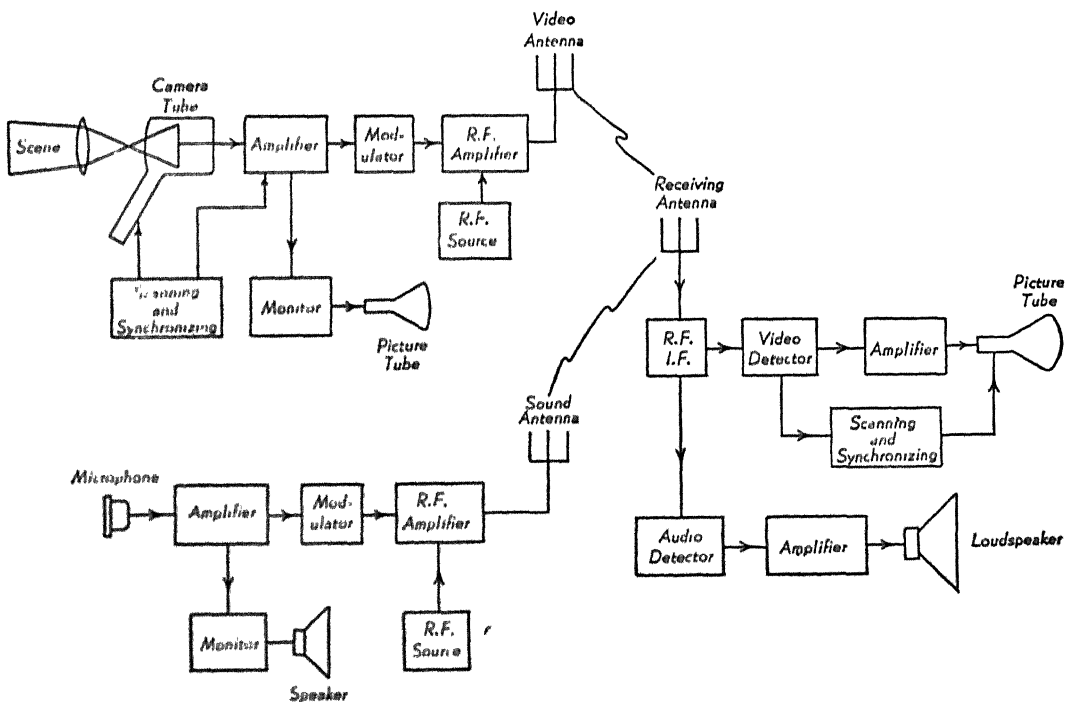 Video
Antenna
Camera
Tube
Scene
Amplifier
Mod-
ulator
R.F.
Amplifier
R.F.
Source
Scanning
and
Synchronizing
Monitor
Picture
Tube
Receiving
Antenna
R.F.
I.F.
Video
Detector
Amplifier
Picture
Tube
Scanning
and
Synchronizing
Sound
Antenna
Microphone
Amplifier
Mod-
ulator
R.F.
Amplifier
Monitor
Speaker
R.F.
Source
Audio
Detector
Amplifier
Loudspeaker